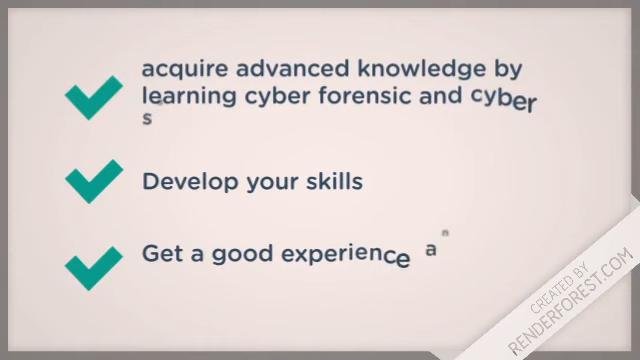 acquire advanced knowledge by
learning cyber forensic and cyber
s
Develop your skills
Get a good experience an
CREATED BY
RENDERFOREST.COM